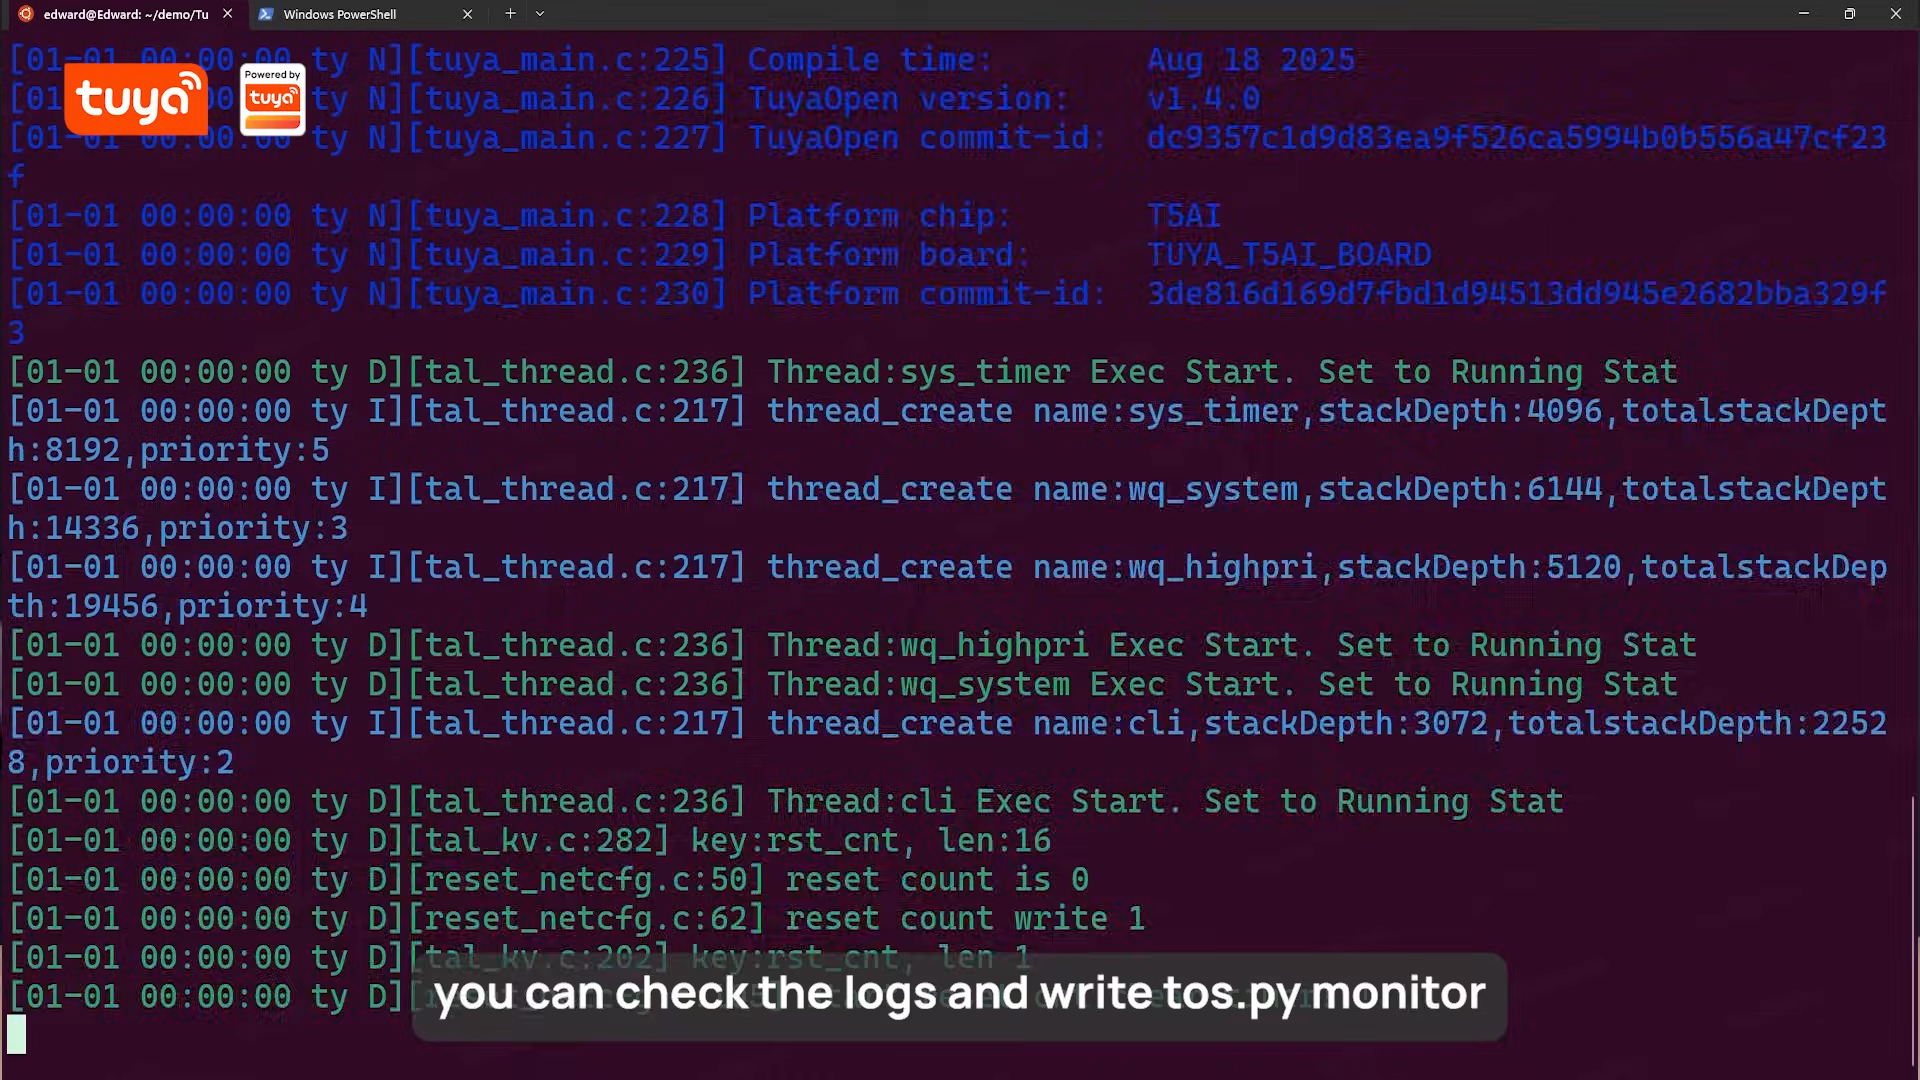 edward@Edward: ~/demo/Tu
Windows PowerShell
[01-01 00:00:00 ty N][tuya_main.c:225] Compile time: Aug 18 2025
tuya
Powered by
tuya
[01 00 ty N][tuya_main.c:226] TuyaOpen version: v1.4.0
[01-01 00:00:00 ty N][tuya_main.c:227] TuyaOpen commit-id: dc9357c1d9d83ea9f526ca5994b0b556a47cf23
f
[01-01 00:00:00 ty N][tuya_main.c:228] Platform chip: T5AI
[01-01 00:00:00 ty N][tuya_main.c:229] Platform board: TUYA_T5AI_BOARD
[01-01 00:00:00 ty N][tuya_main.c:230] Platform commit-id: 3de816d169d7fbd1d94513dd945e2682bba329f
3
[01-01 00:00:00 ty D][tal_thread.c:236] Thread:sys_timer Exec Start. Set to Running Stat
[01-01 00:00:00 ty I][tal_thread.c:217] thread_create name:sys_timer,stackDepth:4096,totalstackDept
h:8192,priority:5
[01-01 00:00:00 ty I][tal_thread.c:217] thread_create name:wq_system,stackDepth:6144,totalstackDept
h:14336,priority:3
[01-01 00:00:00 ty I][tal_thread.c:217] thread_create name:wq_highpri,stackDepth:5120,totalstackDep
th:19456,priority:4
[01-01 00:00:00 ty D][tal_thread.c:236] Thread:wq_highpri Exec Start. Set to Running Stat
[01-01 00:00:00 ty D][tal_thread.c:236] Thread:wq_system Exec Start. Set to Running Stat
[01-01 00:00:00 ty I][tal_thread.c:217] thread_create name:cli,stackDepth:3072,totalstackDepth:2252
8,priority:2
[01-01 00:00:00 ty D][tal_thread.c:236] Thread:cli Exec Start. Set to Running Stat
[01-01 00:00:00 ty D][tal_kv.c:282] key:rst_cnt, len:16
[01-01 00:00:00 ty D][reset_netcfg.c:50] reset count is 0
[01-01 00:00:00 ty D][reset_netcfg.c:62] reset count write 1
[01-01 00:00:00 ty D][tal_kv.c:202] key:rst_cnt, len 1
[01-01 00:00:00 ty D][
you can check the logs and write tos.py monitor